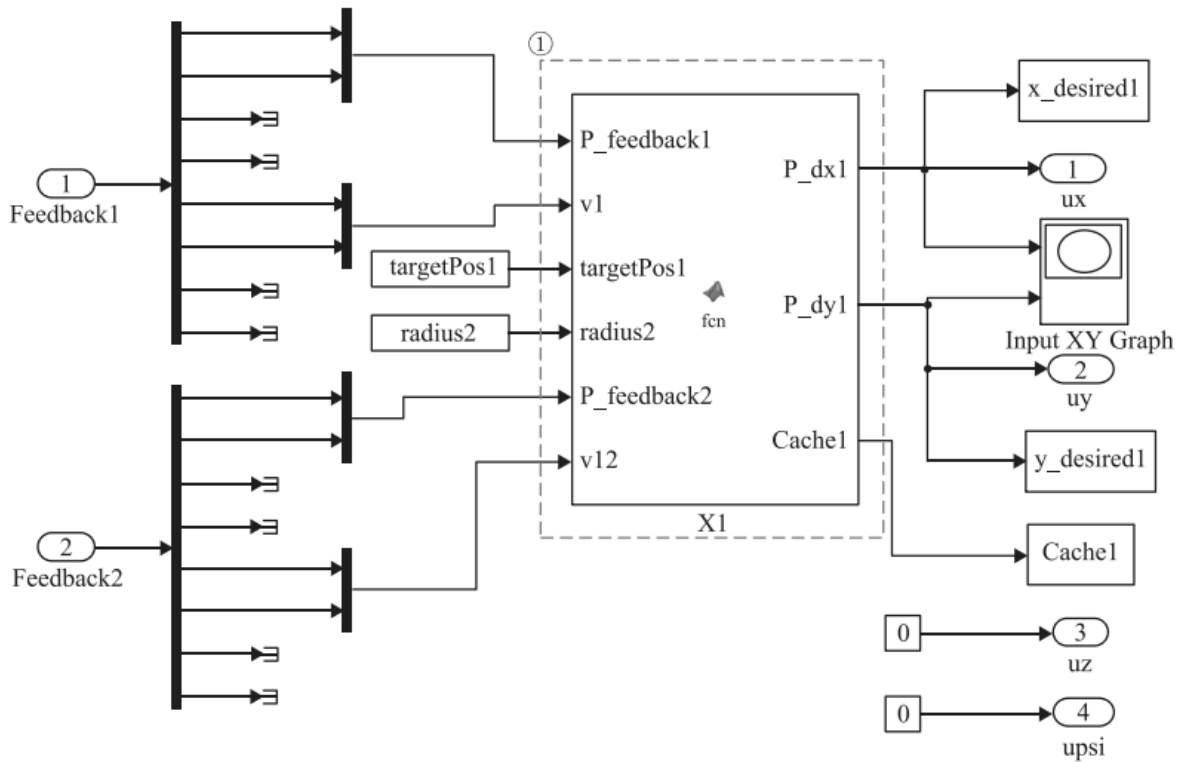 ①
1
Feedback1
2
Feedback2
targetPos1
radius2
P_feedback1
v1
targetPos1
radius2
P_feedback2
v12
fcn
P_dx1
P_dy1
Cache1
X1
x_desired1
1
ux
Input XY Graph
2
uy
y_desired1
Cache1
0
3
uz
0
4
upsi